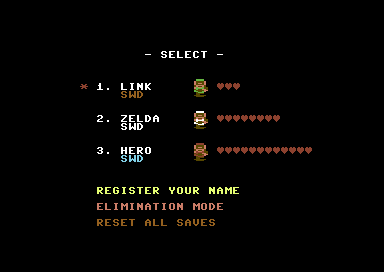 - SELECT -
* 1. LINK
SWD
2. ZELDA
SWD
3. HERO
SWD
REGISTER YOUR NAME
ELIMINATION MODE
RESET ALL SAVES